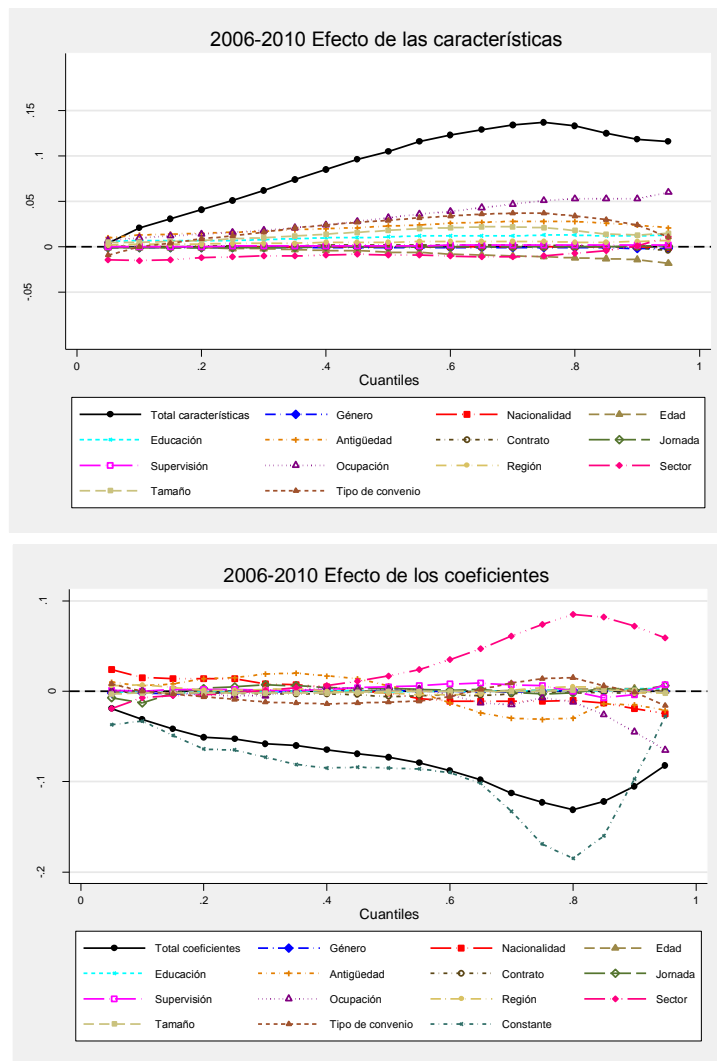 2006-2010 Efecto de las características
.15
.1
.05
0
-.05
0 .2 .4 .6 .8 1
Cuantiles
Total características Género Nacionalidad Edad
Educación Antigüedad Contrato Jornada
Supervisión Ocupación Región Sector
Tamaño Tipo de convenio
2006-2010 Efecto de los coeficientes
.1
0
-.1
-.2
0 .2 .4 .6 .8 1
Cuantiles
Total coeficientes Género Nacionalidad Edad
Educación Antigüedad Contrato Jornada
Supervisión Ocupación Región Sector
Tamaño Tipo de convenio Constante